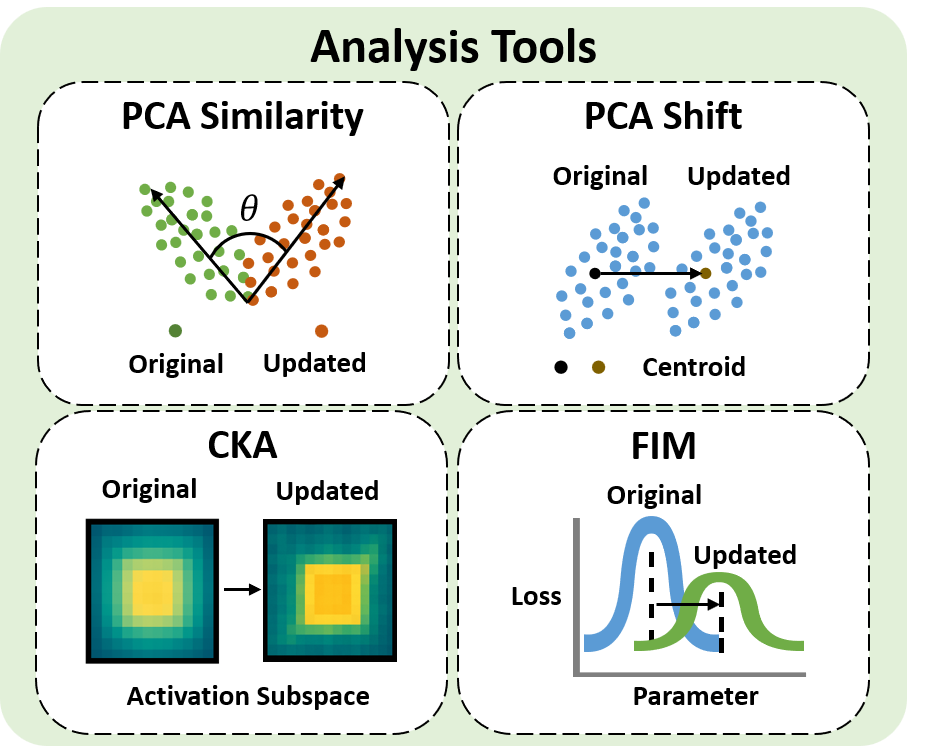 Analysis Tools
PCA Similarity
θ
Original Updated
PCA Shift
Original Updated
Centroid
CKA
Original Updated
Activation Subspace
FIM
Original
Updated
Loss
Parameter